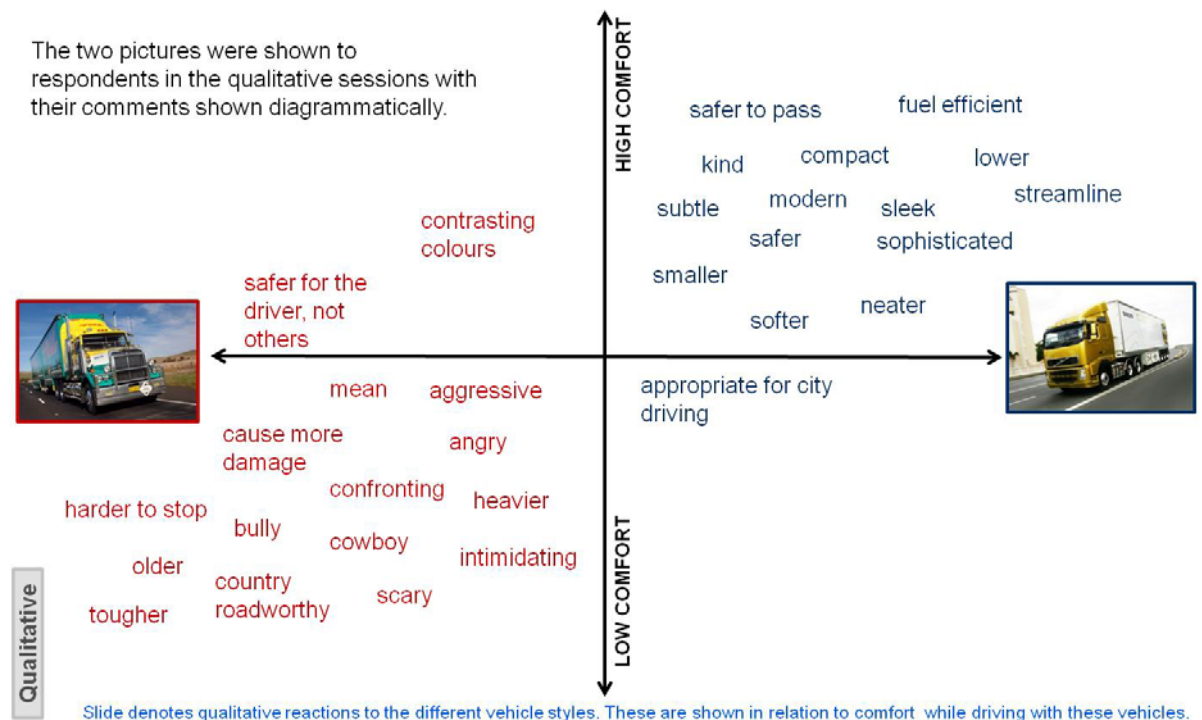 The two pictures were shown to
respondents in the qualitative sessions with
their comments shown diagrammatically.
HIGH COMFORT
safer to pass
fuel efficient
kind
compact
lower
streamline
subtle
modern
sleek
safer
sophisticated
smaller
neater
softer
contrasting
colours
safer for the
driver, not
others
mean
aggressive
appropriate for city
driving
cause more
damage
angry
confronting
heavier
harder to stop
bully
cowboy
intimidating
older
country
roadworthy
scary
tougher
LOW COMFORT
Qualitative
Slide denotes qualitative reactions to the different vehicle styles. These are shown in relation to comfort while driving with these vehicles.